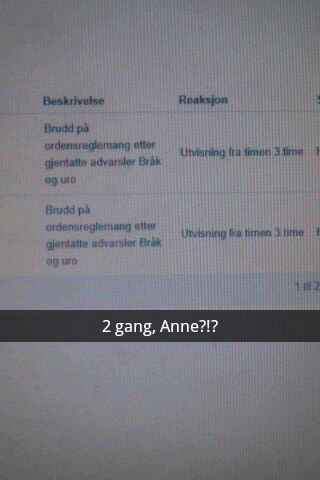 Beskrivelse Reaksjon
Brudd på
ordensreglemang etter
gjentatte advarsler Bråk
og uro
Utvisning fra timen 3.time
Brudd på
ordensreglemang etter
gjentatte advarsler Bråk
og uro
Utvisning fra timen 3.time
1 til 2
2 gang, Anne?!?